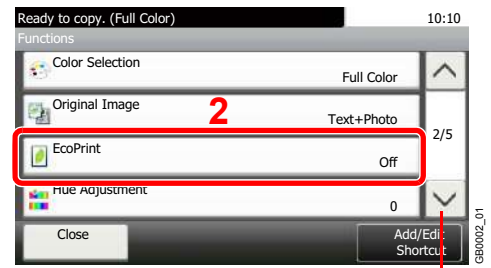 Ready to copy. (Full Color) 10:10
Functions
Color Selection
Full Color
Original Image
2
Text+Photo
2/5
EcoPrint
Off
Hue Adjustment
0
Close
Add/Edit
Shortcut
GB0002_01